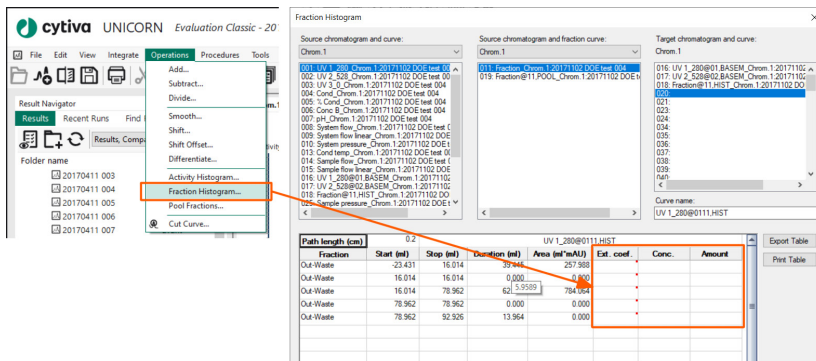 cytiva UNICORN Evaluation Classic - 20
File Edit View Integrate Operations Procedures Tools
Add...
Subtract...
Divide...
Smooth...
Shift...
Shift Offset...
Differentiate...
Activity Histogram...
Fraction Histogram...
Pool Fractions...
Cut Curve...
Result Navigator
Results Recent Runs Find
Results, Compa
Folder name
20170411 003
20170411 004
20170411 005
20170411 006
20170411 007
Fraction Histogram
Source chromatogram and curve:
Chrom.1
001: UV 1_280_Chrom.1:20171102 DOE test 00
002: UV 2_528_Chrom.1:20171102 DOE test 004
003: UV 3_0_Chrom.1:20171102 DOE test 004
004: Cond_Chrom.1:20171102 DOE test 004
005: % Cond_Chrom.1:20171102 DOE test 004
006: Conc B_Chrom.1:20171102 DOE test 004
007: pH_Chrom.1:20171102 DOE test 004
008: System flow_Chrom.1:20171102 DOE test 0
009: System flow linear_Chrom.1:20171102 DOE
010: System pressure_Chrom.1:20171102 DOE t
013: Cond temp_Chrom.1:20171102 DOE test 00
014: Sample flow_Chrom.1:20171102 DOE test 0
015: Sample flow linear_Chrom.1:20171102 DOE
016: UV 1_280@01,BASEM_Chrom.1:20171102
017: UV 2_528@02,BASEM_Chrom.1:20171102
018: Fraction@11,HIST_Chrom.1:20171102 DO
025: Sample pressure_Chrom.1:20171102 DOE
Source chromatogram and fraction curve:
Chrom.1
011: Fraction_Chrom.1:20171102 DOE test 004
019: Fraction@11,POOL_Chrom.1:20171102 DOE t
Target chromatogram and curve:
Chrom.1
016: UV 1_280@01,BASEM_Chrom.1:20171102
017: UV 2_528@02,BASEM_Chrom.1:20171102
018: Fraction@11,HIST_Chrom.1:20171102 DO
020:
021:
022:
023:
024:
034:
035:
036:
037:
038:
039:
040:
Curve name:
UV 1_280@0111,HIST
Path length (cm) 0.2 UV 1_280@0111,HIST
Fraction Start (ml) Stop (ml) Duration (ml) Area (ml*mAU) Ext. coef. Conc. Amount
Out-Waste -23.431 16.014 39.445 257.988
Out-Waste 16.014 16.014 0.000
Out-Waste 16.014 78.962 784.064
5.9589
Out-Waste 78.962 78.962 0.000 0.000
Out-Waste 78.962 92.926 13.964 0.000
Export Table
Print Table